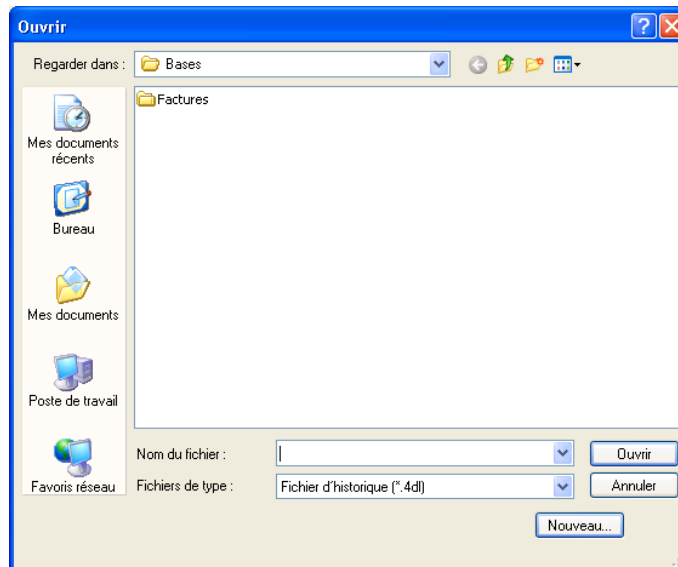 Ouvrir
Regarder dans : Bases
Factures
Mes documents
récents
Bureau
Mes documents
Poste de travail
Favoris réseau
Nom du fichier : Ouvrir
Fichiers de type : Fichier d´historique (*.4dl) Annuler
Nouveau...